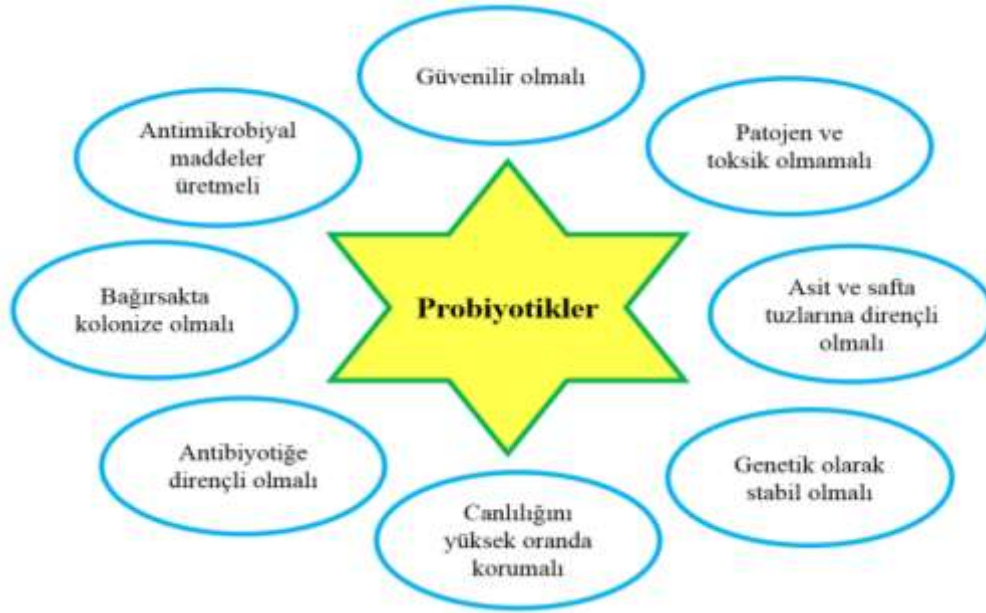 Güvenilir olmalı
Patojen ve
toksik olmamalı
Asit ve safta
tuzlarına dirençli
olmalı
Genetik olarak
stabil olmalı
Canlılığını
yüksek oranda
korumalı
Antibiyotiğe
dirençli olmalı
Bağırsakta
kolonize olmalı
Antimikrobiyal
maddeler
üretmeli
Probiyotikler